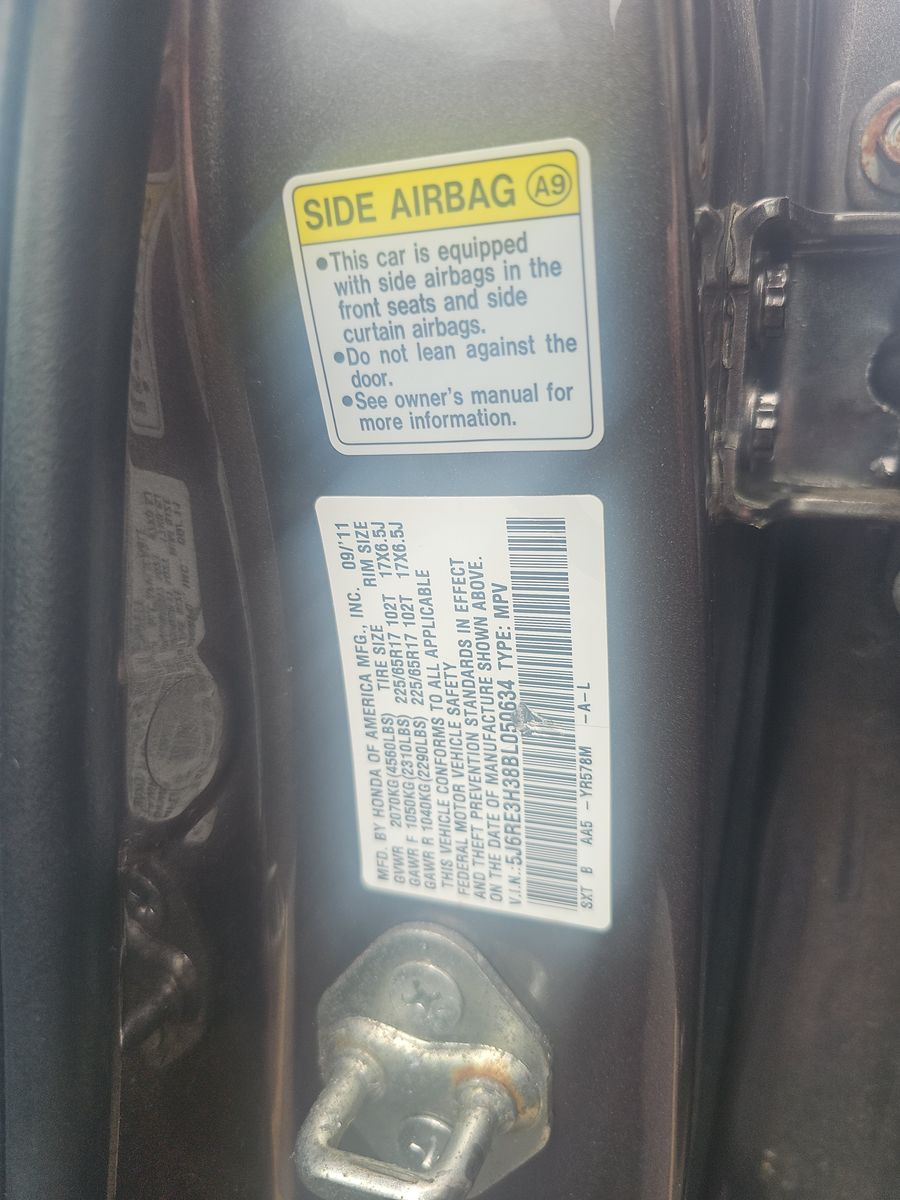 SIDE AIRBAG A9
•This car is equipped
with side airbags in the
front seats and side
curtain airbags.
•Do not lean against the
door.
•See owner's manual for
more information.
MFD. BY HONDA OF AMERICA MFG., INC. 09/'11
GVWR 2070KG(4560LBS) TIRE SIZE RIM SIZE
GAWR F 1050KG(2310LBS) 225/65R17 102T 17X6.5J
GAWR R 1040KG(2290LBS) 225/65R17 102T 17X6.5J
THIS VEHICLE CONFORMS TO ALL APPLICABLE
FEDERAL MOTOR VEHICLE SAFETY
AND THEFT PREVENTION STANDARDS IN EFFECT
ON THE DATE OF MANUFACTURE SHOWN ABOVE.
V.I.N.:5J6RE3H38BL050634 TYPE: MPV
SXT B AA5 -YR578M -A-L